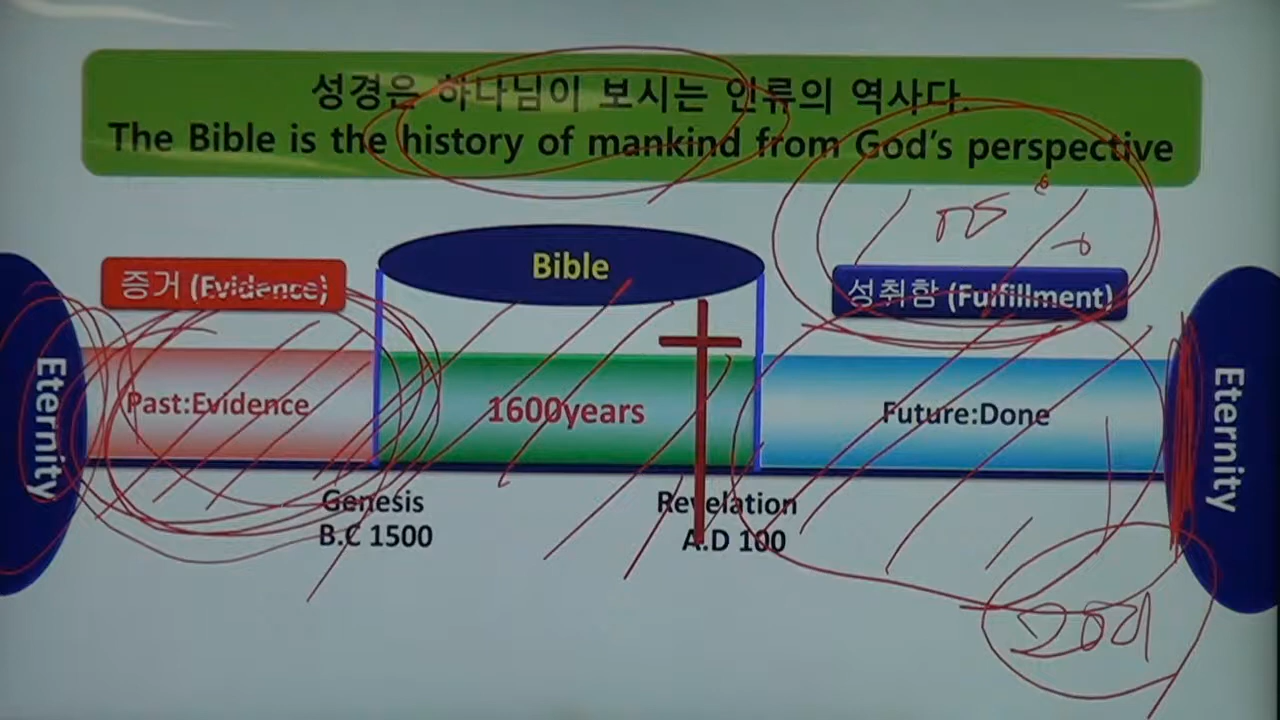 성경은 하나님이 보시는 인류의 역사다.
The Bible is the history of mankind from God's perspective
Bible
증거 (Evidence)
성취함 (Fulfillment)
Eternity
Past:Evidence
1600years
Future:Done
Eternity
Genesis
B.C 1500
Revelation
A.D 100
2021